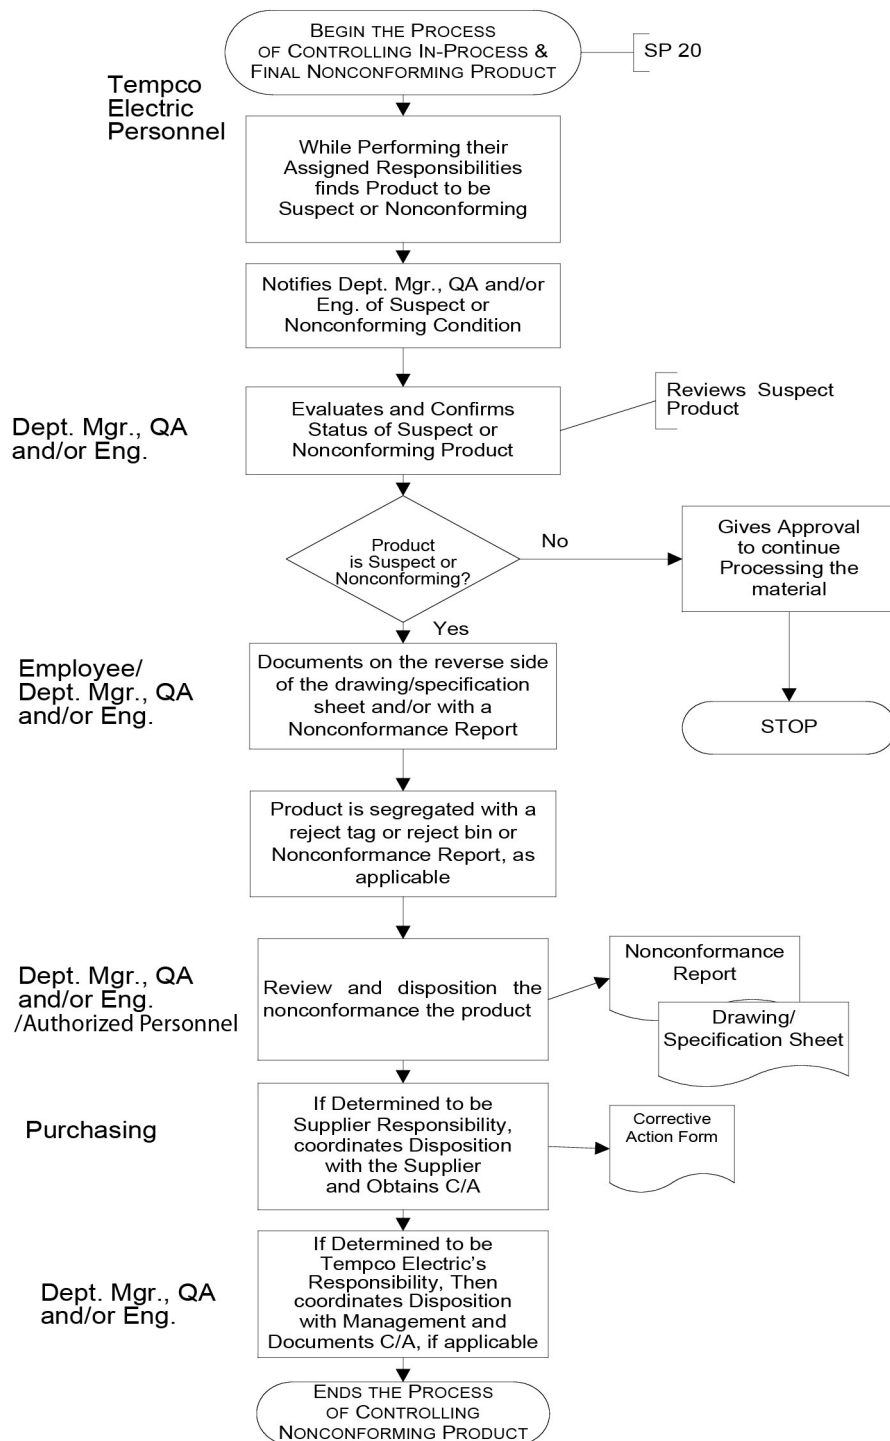 BEGIN THE PROCESS
OF CONTROLLING IN-PROCESS &
FINAL NONCONFORMING PRODUCT
SP 20
Tempco
Electric
Personnel
While Performing their
Assigned Responsibilities
finds Product to be
Suspect or Nonconforming
Notifies Dept. Mgr., QA and/or
Eng. of Suspect or
Nonconforming Condition
Dept. Mgr., QA
and/or Eng.
Evaluates and Confirms
Status of Suspect or
Nonconforming Product
Reviews Suspect
Product
Product
is Suspect or
Nonconforming?
No
Gives Approval
to continue
Processing the
material
STOP
Yes
Employee/
Dept. Mgr., QA
and/or Eng.
Documents on the reverse side
of the drawing/specification
sheet and/or with a
Nonconformance Report
Product is segregated with a
reject tag or reject bin or
Nonconformance Report, as
applicable
Dept. Mgr., QA
and/or Eng.
/Authorized Personnel
Review and disposition the
nonconformance the product
Nonconformance
Report
Drawing/
Specification Sheet
Purchasing
If Determined to be
Supplier Responsibility,
coordinates Disposition
with the Supplier
and Obtains C/A
Corrective
Action Form
Dept. Mgr., QA
and/or Eng.
If Determined to be
Tempco Electric's
Responsibility, Then
coordinates Disposition
with Management and
Documents C/A, if applicable
ENDS THE PROCESS
OF CONTROLLING
NONCONFORMING PRODUCT